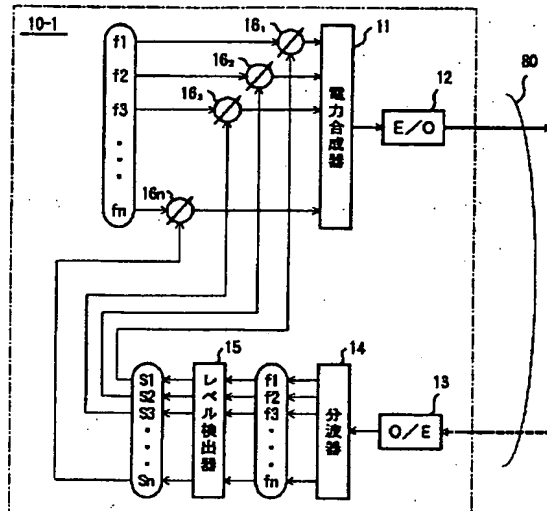 10-1
f1
f2
f3
・
・
・
fn
16₁
16₂
16₃
16n
11
電力合成器
12
E/O
80
S1
S2
S3
・
・
・
Sn
15
レベル検出器
f1
f2
f3
・
・
・
fn
14
分波器
13
O/E